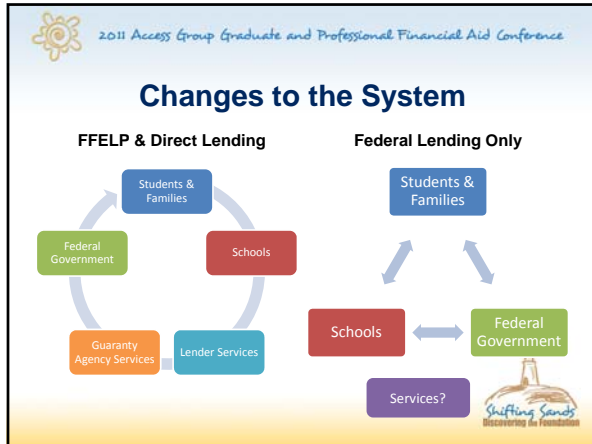 2011 Access Group Graduate and Professional Financial Aid Conference
Changes to the System
FFELP & Direct Lending
Students &
Families
Federal
Government
Schools
Guaranty
Agency Services
Lender Services
Federal Lending Only
Students &
Families
Schools
Federal
Government
Services?
Shifting Sands
Discovering the Foundation